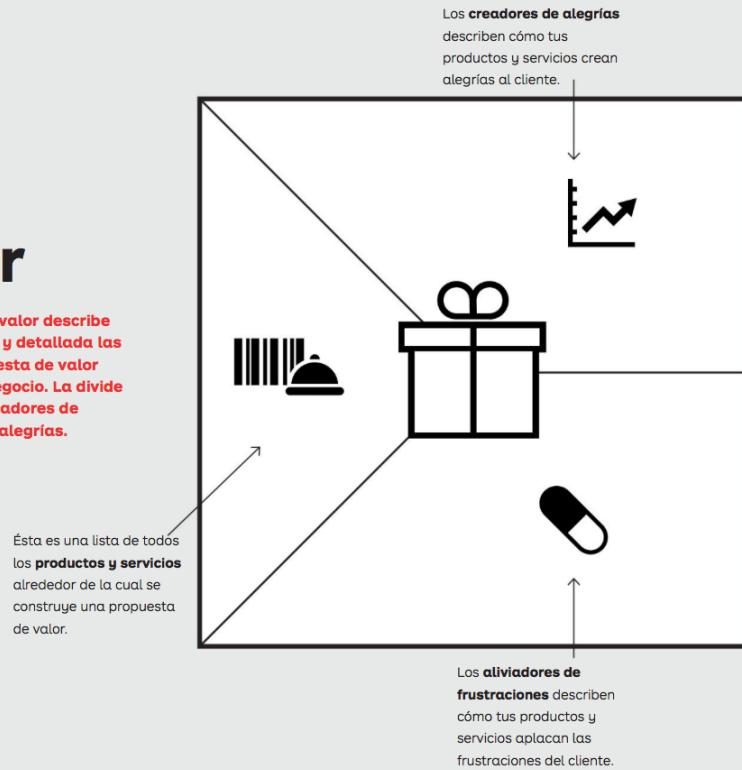 Los creadores de alegrías
describen cómo tus
productos y servicios crean
alegrías al cliente.
r
valor describe
y detallada las
esta de valor
egocio. La divide
adores de
alegrías.
Ésta es una lista de todos
los productos y servicios
alrededor de la cual se
construye una propuesta
de valor.
Los aliviadores de
frustraciones describen
cómo tus productos y
servicios aplacan las
frustraciones del cliente.